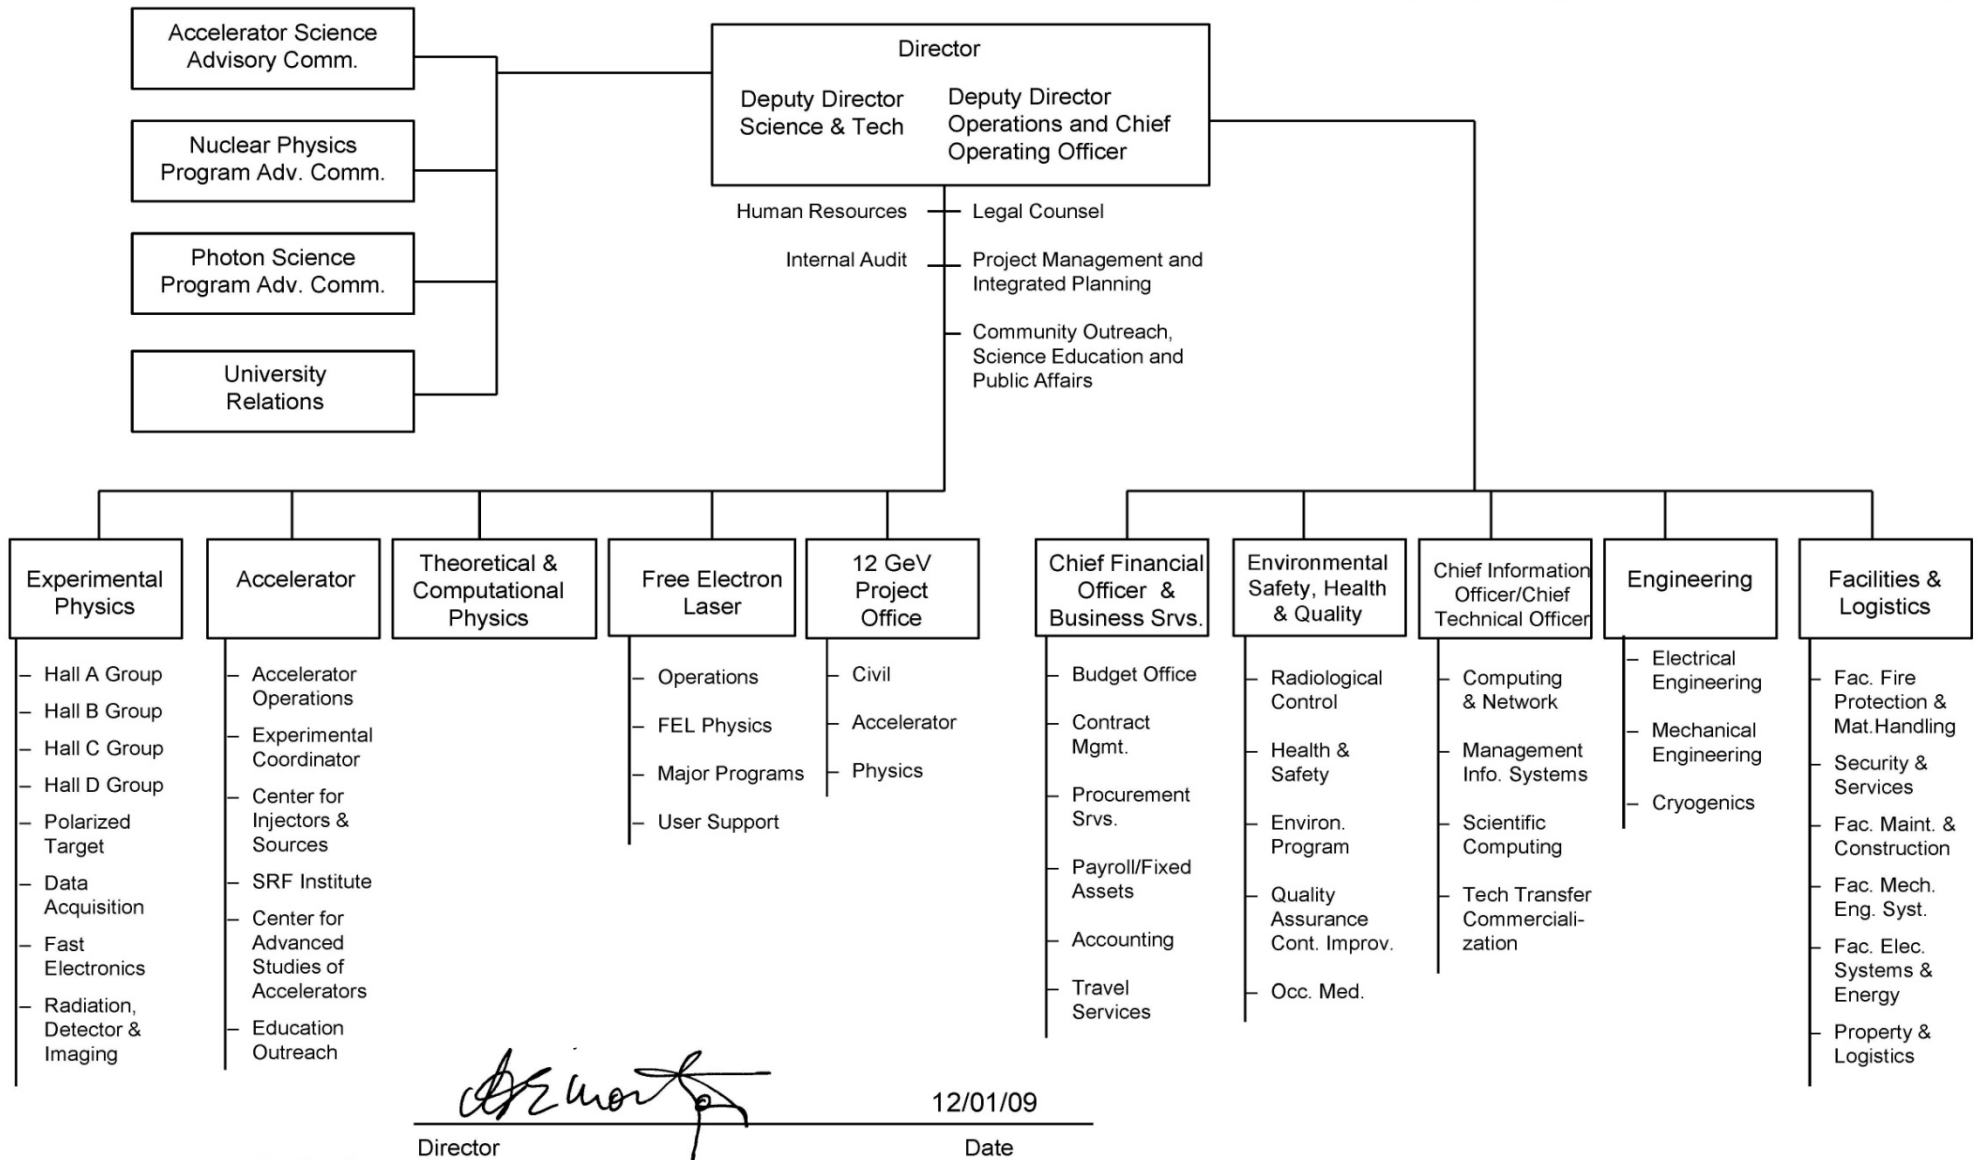 Accelerator Science
Advisory Comm.
Nuclear Physics
Program Adv. Comm.
Photon Science
Program Adv. Comm.
University
Relations
Director
Deputy Director
Science & Tech
Deputy Director
Operations and Chief
Operating Officer
Human Resources
Legal Counsel
Internal Audit
Project Management and
Integrated Planning
Community Outreach,
Science Education and
Public Affairs
Experimental
Physics
Hall A Group
Hall B Group
Hall C Group
Hall D Group
Polarized
Target
Data
Acquisition
Fast
Electronics
Radiation,
Detector &
Imaging
Accelerator
Accelerator
Operations
Experimental
Coordinator
Center for
Injectors &
Sources
SRF Institute
Center for
Advanced
Studies of
Accelerators
Education
Outreach
Theoretical &
Computational
Physics
Free Electron
Laser
Operations
FEL Physics
Major Programs
User Support
12 GeV
Project
Office
Civil
Accelerator
Physics
Chief Financial
Officer &
Business Srvs.
Budget Office
Contract
Mgmt.
Procurement
Srvs.
Payroll/Fixed
Assets
Accounting
Travel
Services
Environmental
Safety, Health
& Quality
Radiological
Control
Health &
Safety
Environ.
Program
Quality
Assurance
Cont. Improv.
Occ. Med.
Chief Information
Officer/Chief
Technical Officer
Computing
& Network
Management
Info. Systems
Scientific
Computing
Tech Transfer
Commerciali-
zation
Engineering
Electrical
Engineering
Mechanical
Engineering
Cryogenics
Facilities &
Logistics
Fac. Fire
Protection &
Mat.Handling
Security &
Services
Fac. Maint. &
Construction
Fac. Mech.
Eng. Syst.
Fac. Elec.
Systems &
Energy
Property &
Logistics
12/01/09
Director
Date